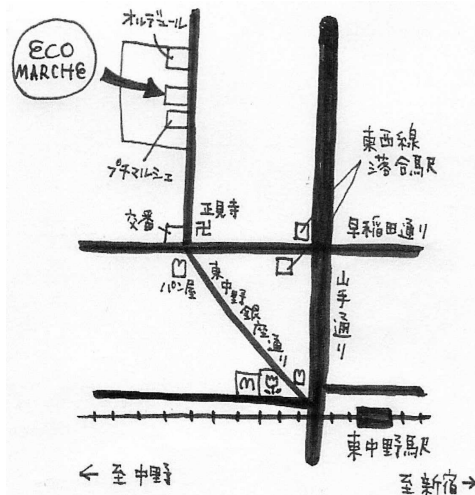 オルデュール
ECO
MARCHE
プチマルシェ
東西線
落合駅
交番
正見寺
卍
早稲田通り
パン屋
東中野銀座通り
山手通り
M
東中野駅
← 至中野
至新宿→